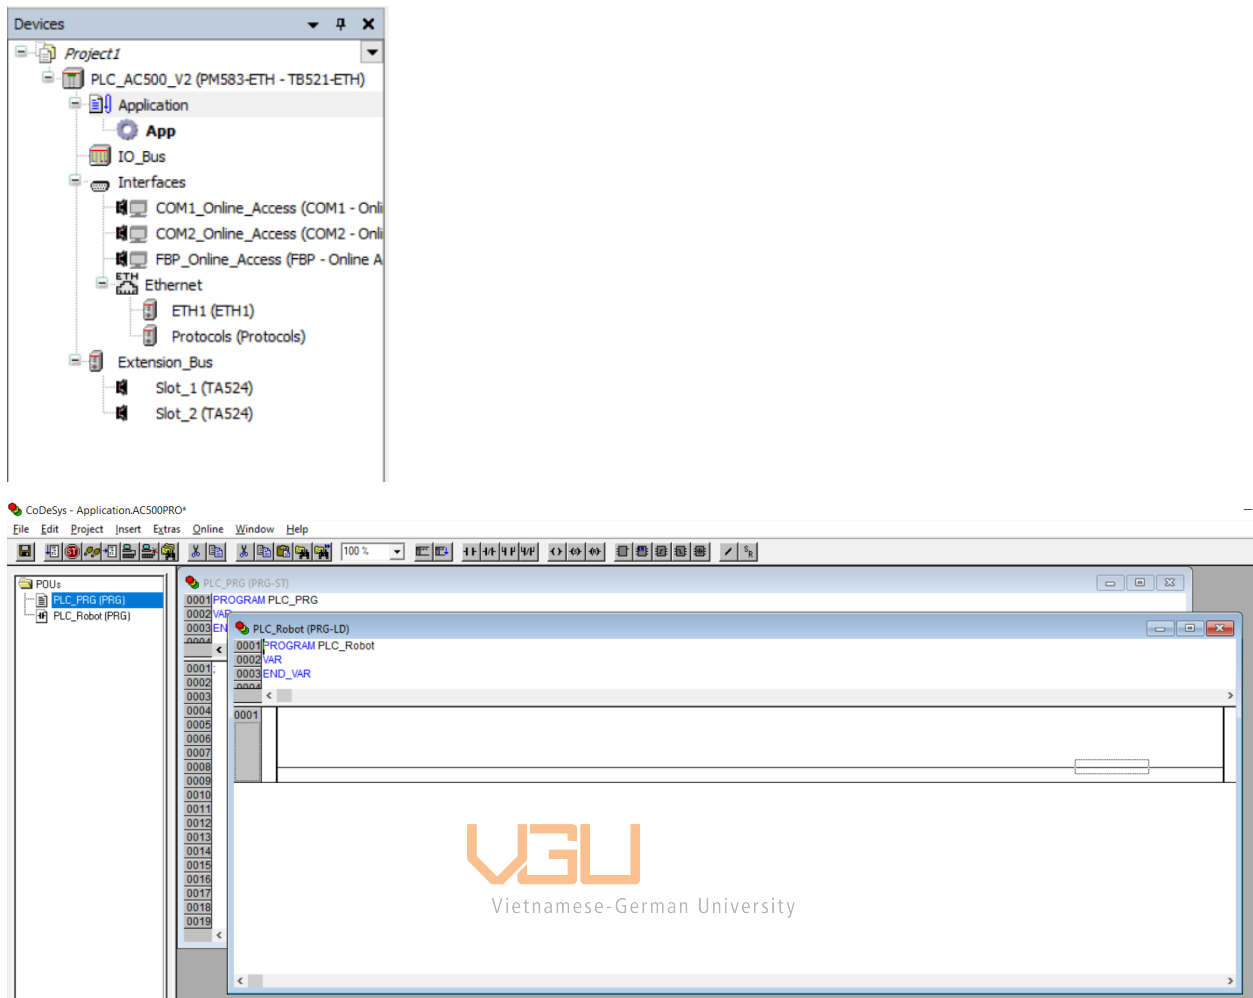 Devices
Project1
PLC_AC500_V2 (PM583-ETH - TB521-ETH)
Application
App
IO_Bus
Interfaces
COM1_Online_Access (COM1 - Onli
COM2_Online_Access (COM2 - Onli
FBP_Online_Access (FBP - Online A
ETH
Ethernet
ETH1 (ETH1)
Protocols (Protocols)
Extension_Bus
Slot_1 (TA524)
Slot_2 (TA524)
CoDeSys - Application.AC500PRO*
File Edit Project Insert Extras Online Window Help
100 %
POUs
PLC_PRG (PRG)
PLC_Robot (PRG)
PLC_PRG (PRG-ST)
0001 PROGRAM PLC_PRG
0002 VAR
0003 EN
0004
0001 ;
0002
0003
0004
0005
0006
0007
0008
0009
0010
0011
0012
0013
0014
0015
0016
0017
0018
0019
PLC_Robot (PRG-LD)
0001 PROGRAM PLC_Robot
0002 VAR
0003 END_VAR
0004
0001
VGU
Vietnamese-German University